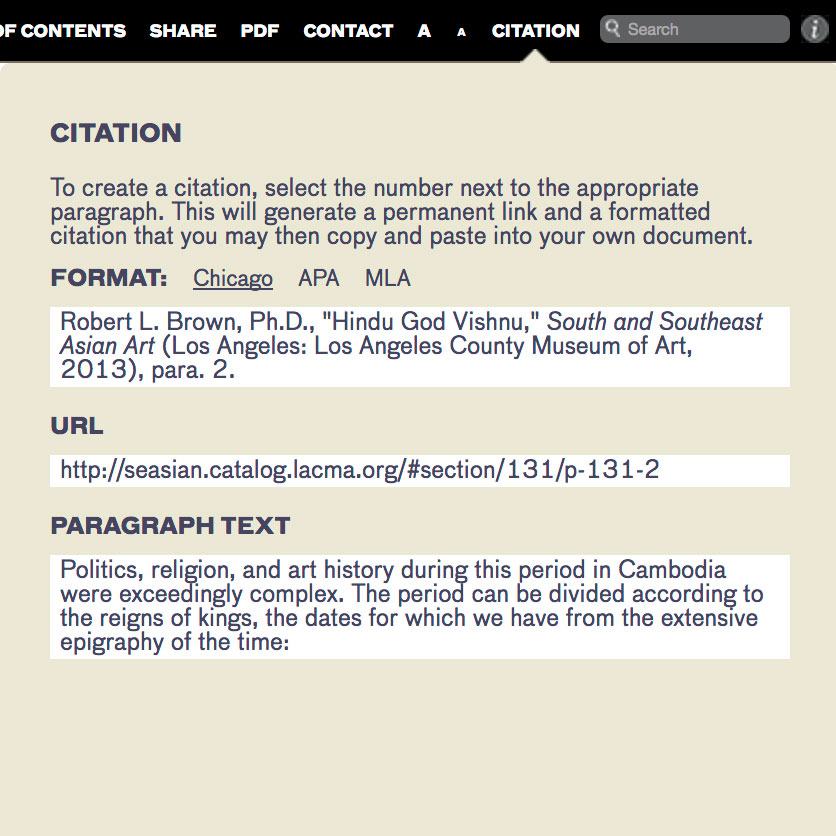 OF CONTENTS SHARE PDF CONTACT A A CITATION Search i
CITATION
To create a citation, select the number next to the appropriate
paragraph. This will generate a permanent link and a formatted
citation that you may then copy and paste into your own document.
FORMAT: Chicago APA MLA
Robert L. Brown, Ph.D., "Hindu God Vishnu," South and Southeast
Asian Art (Los Angeles: Los Angeles County Museum of Art,
2013), para. 2.
URL
http://seasian.catalog.lacma.org/#section/131/p-131-2
PARAGRAPH TEXT
Politics, religion, and art history during this period in Cambodia
were exceedingly complex. The period can be divided according to
the reigns of kings, the dates for which we have from the extensive
epigraphy of the time: